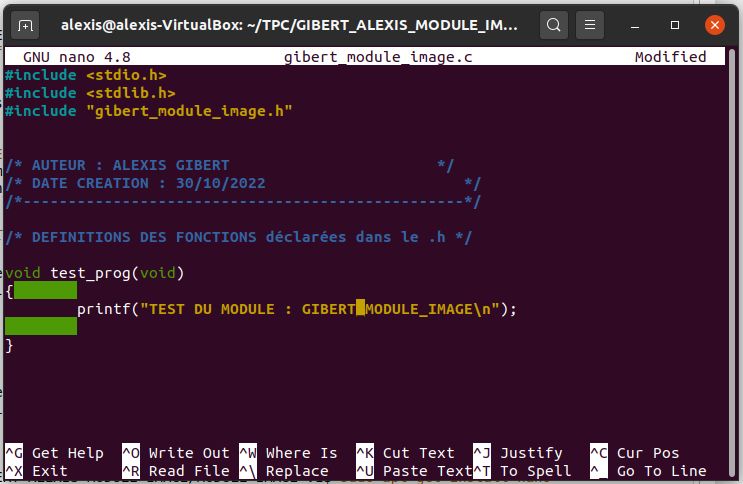 alexis@alexis-VirtualBox: ~/TPC/GIBERT_ALEXIS_MODULE_IM...
GNU nano 4.8 gibert_module_image.c Modified
#include <stdio.h>
#include <stdlib.h>
#include "gibert_module_image.h"
/* AUTEUR : ALEXIS GIBERT */
/* DATE CREATION : 30/10/2022 */
/*-------------------------------------------------*/
/* DEFINITIONS DES FONCTIONS déclarées dans le .h */
void test_prog(void)
{
printf("TEST DU MODULE : GIBERT MODULE_IMAGE\n");
}
^G Get Help ^O Write Out ^W Where Is ^K Cut Text ^J Justify ^C Cur Pos
^X Exit ^R Read File ^\ Replace ^U Paste Text ^T To Spell ^_ Go To Line